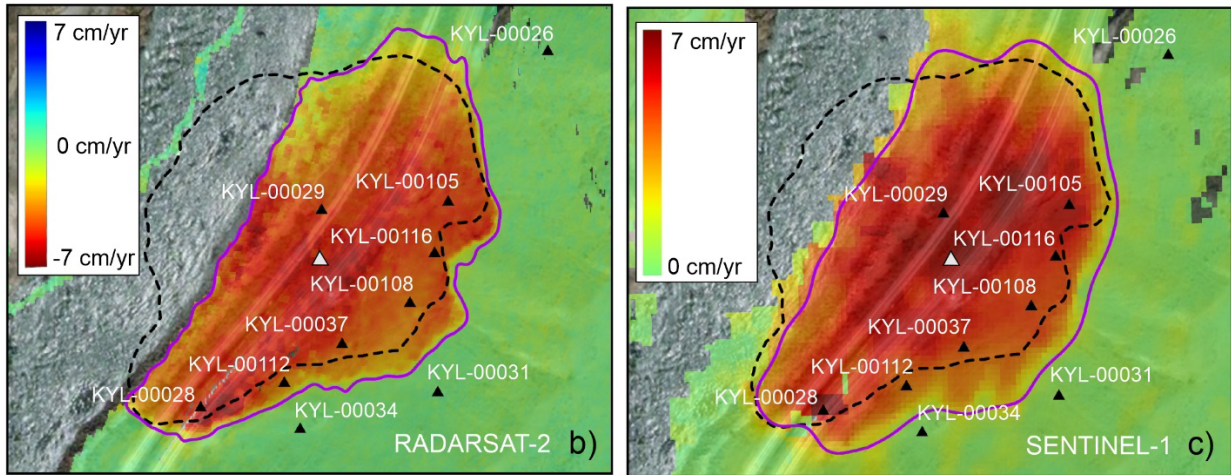 7 cm/yr
0 cm/yr
-7 cm/yr
KYL-00026
KYL-00105
KYL-00029
KYL-00116
KYL-00108
KYL-00037
KYL-00112
KYL-00028
KYL-00031
KYL-00034
RADARSAT-2 b)
7 cm/yr
0 cm/yr
KYL-00026
KYL-00105
KYL-00029
KYL-00116
KYL-00108
KYL-00037
KYL-00112
KYL-00028
KYL-00031
KYL-00034
SENTINEL-1 c)